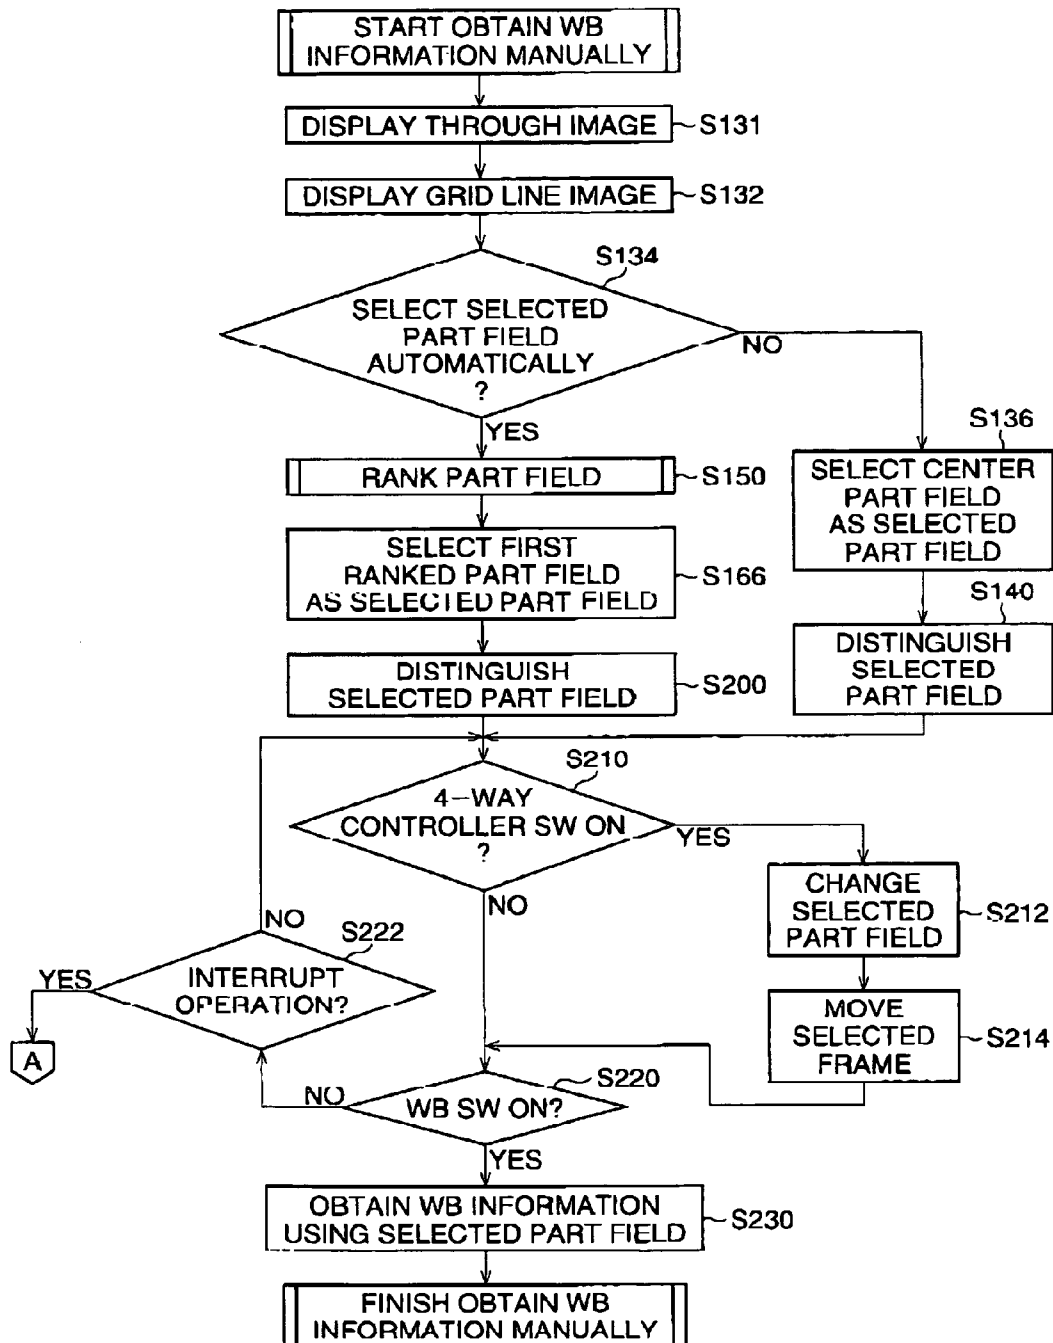 START OBTAIN WB
INFORMATION MANUALLY
DISPLAY THROUGH IMAGE
S131
DISPLAY GRID LINE IMAGE
S132
S134
SELECT SELECTED
PART FIELD
AUTOMATICALLY
?
NO
YES
S136
SELECT CENTER
PART FIELD
AS SELECTED
PART FIELD
RANK PART FIELD
S150
SELECT FIRST
RANKED PART FIELD
AS SELECTED PART FIELD
S166
S140
DISTINGUISH
SELECTED
PART FIELD
DISTINGUISH
SELECTED PART FIELD
S200
S210
4-WAY
CONTROLLER SW ON
?
YES
NO
CHANGE
SELECTED
PART FIELD
S212
NO
S222
INTERRUPT
OPERATION?
YES
A
MOVE
SELECTED
FRAME
S214
S220
WB SW ON?
NO
YES
OBTAIN WB INFORMATION
USING SELECTED PART FIELD
S230
FINISH OBTAIN WB
INFORMATION MANUALLY